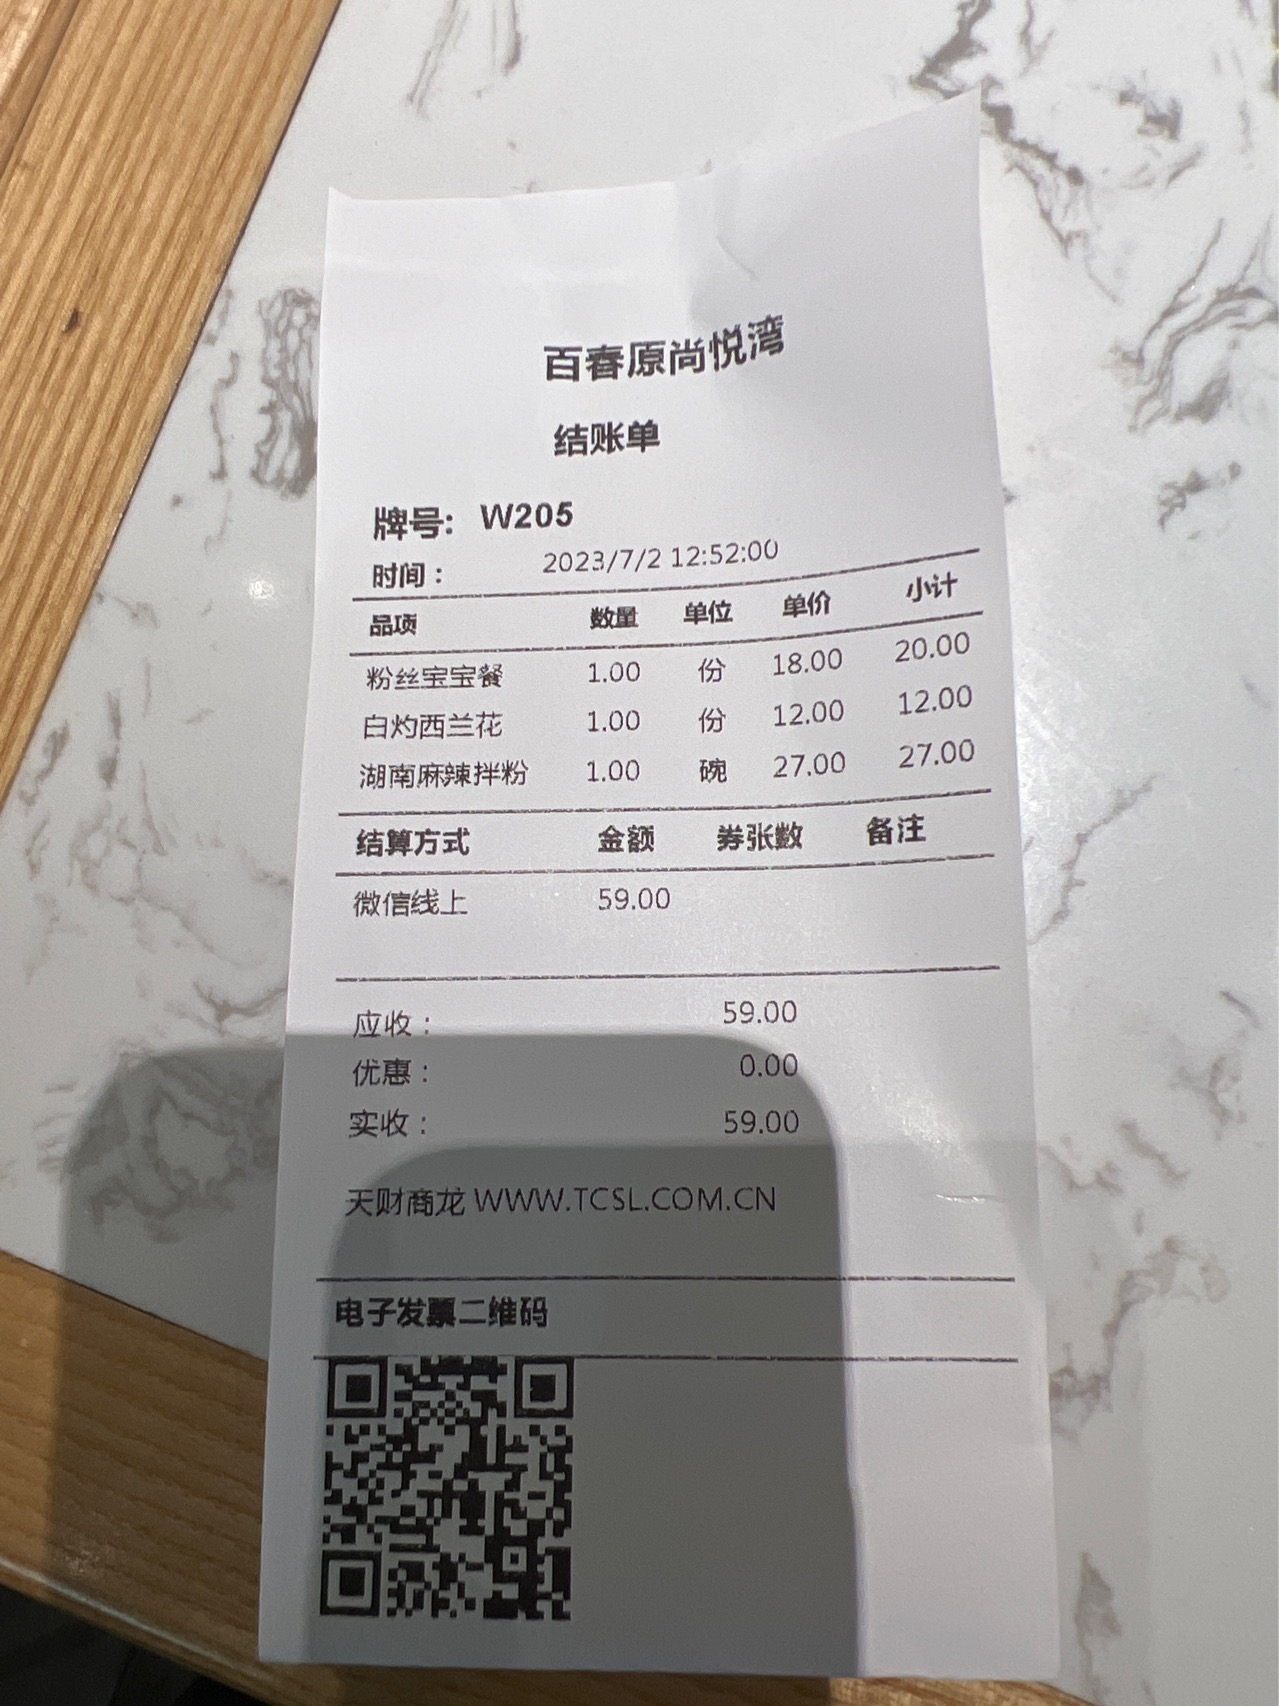 百春原尚悦湾
结账单
牌号: W205
时间: 2023/7/2 12:52:00
品项 数量 单位 单价 小计
粉丝宝宝餐 1.00 份 18.00 20.00
白灼西兰花 1.00 份 12.00 12.00
湖南麻辣拌粉 1.00 碗 27.00 27.00
结算方式 金额 券张数 备注
微信线上 59.00
应收: 59.00
优惠: 0.00
实收: 59.00
天财商龙 WWW.TCSL.COM.CN
电子发票二维码